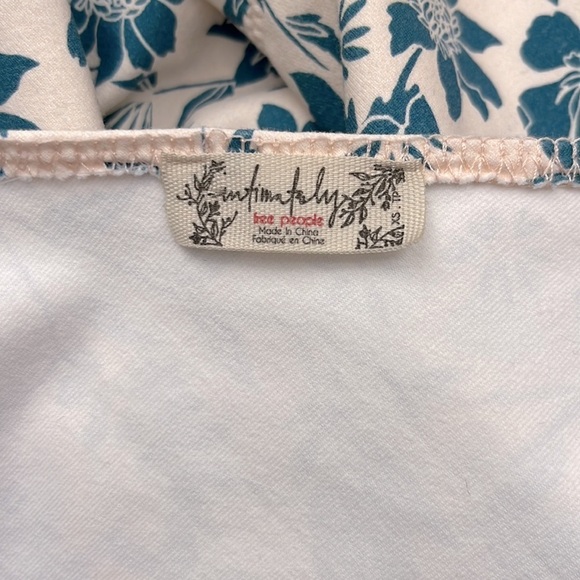 intimately
free people
Made In China
Fabriqué en Chine
XS . TP